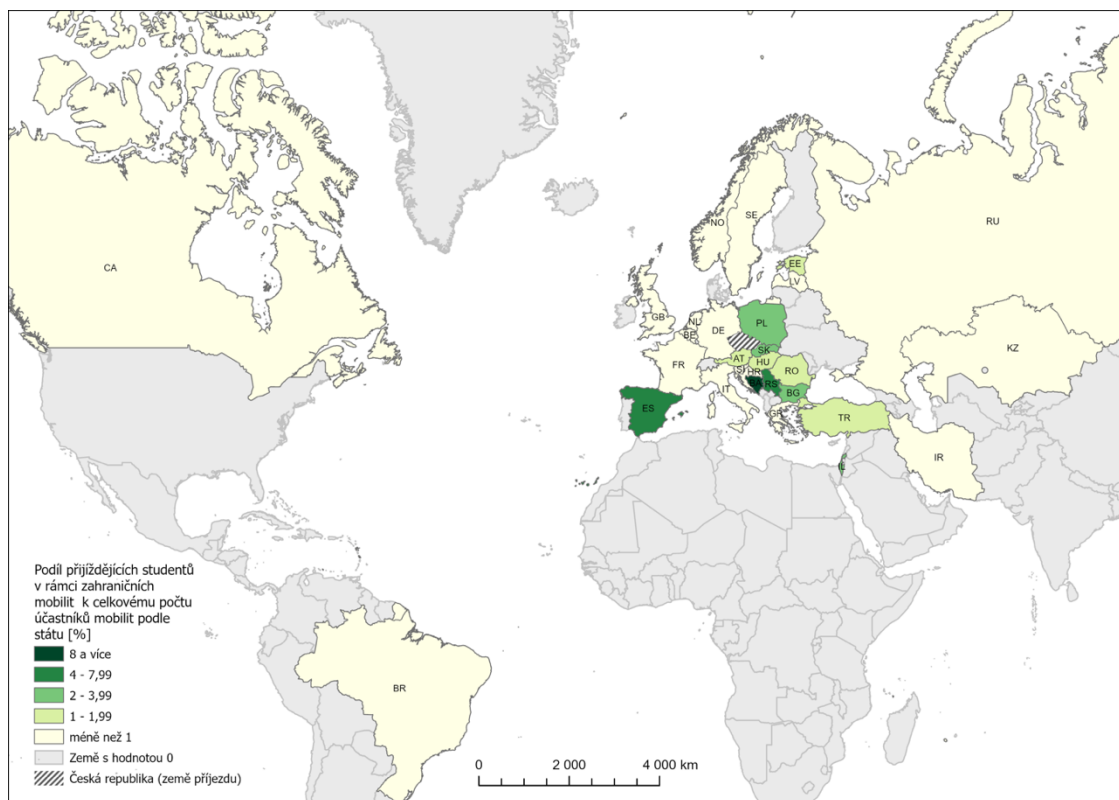 NO
SE
RU
CA
EE
LV
GB
NL
DE
PL
BE
KZ
SK
AT
HU
FR
SI
HR
RO
BA
RS
IT
BG
ES
GR
TR
IR
IL
Podíl přijíždějících studentů
v rámci zahraničních
mobilit k celkovému počtu
účastníků mobilit podle
státu [%]
8 a více
4 - 7,99
2 - 3,99
1 - 1,99
méně než 1
Země s hodnotou 0
Česká republika (země příjezdu)
BR
0 2 000 4 000 km